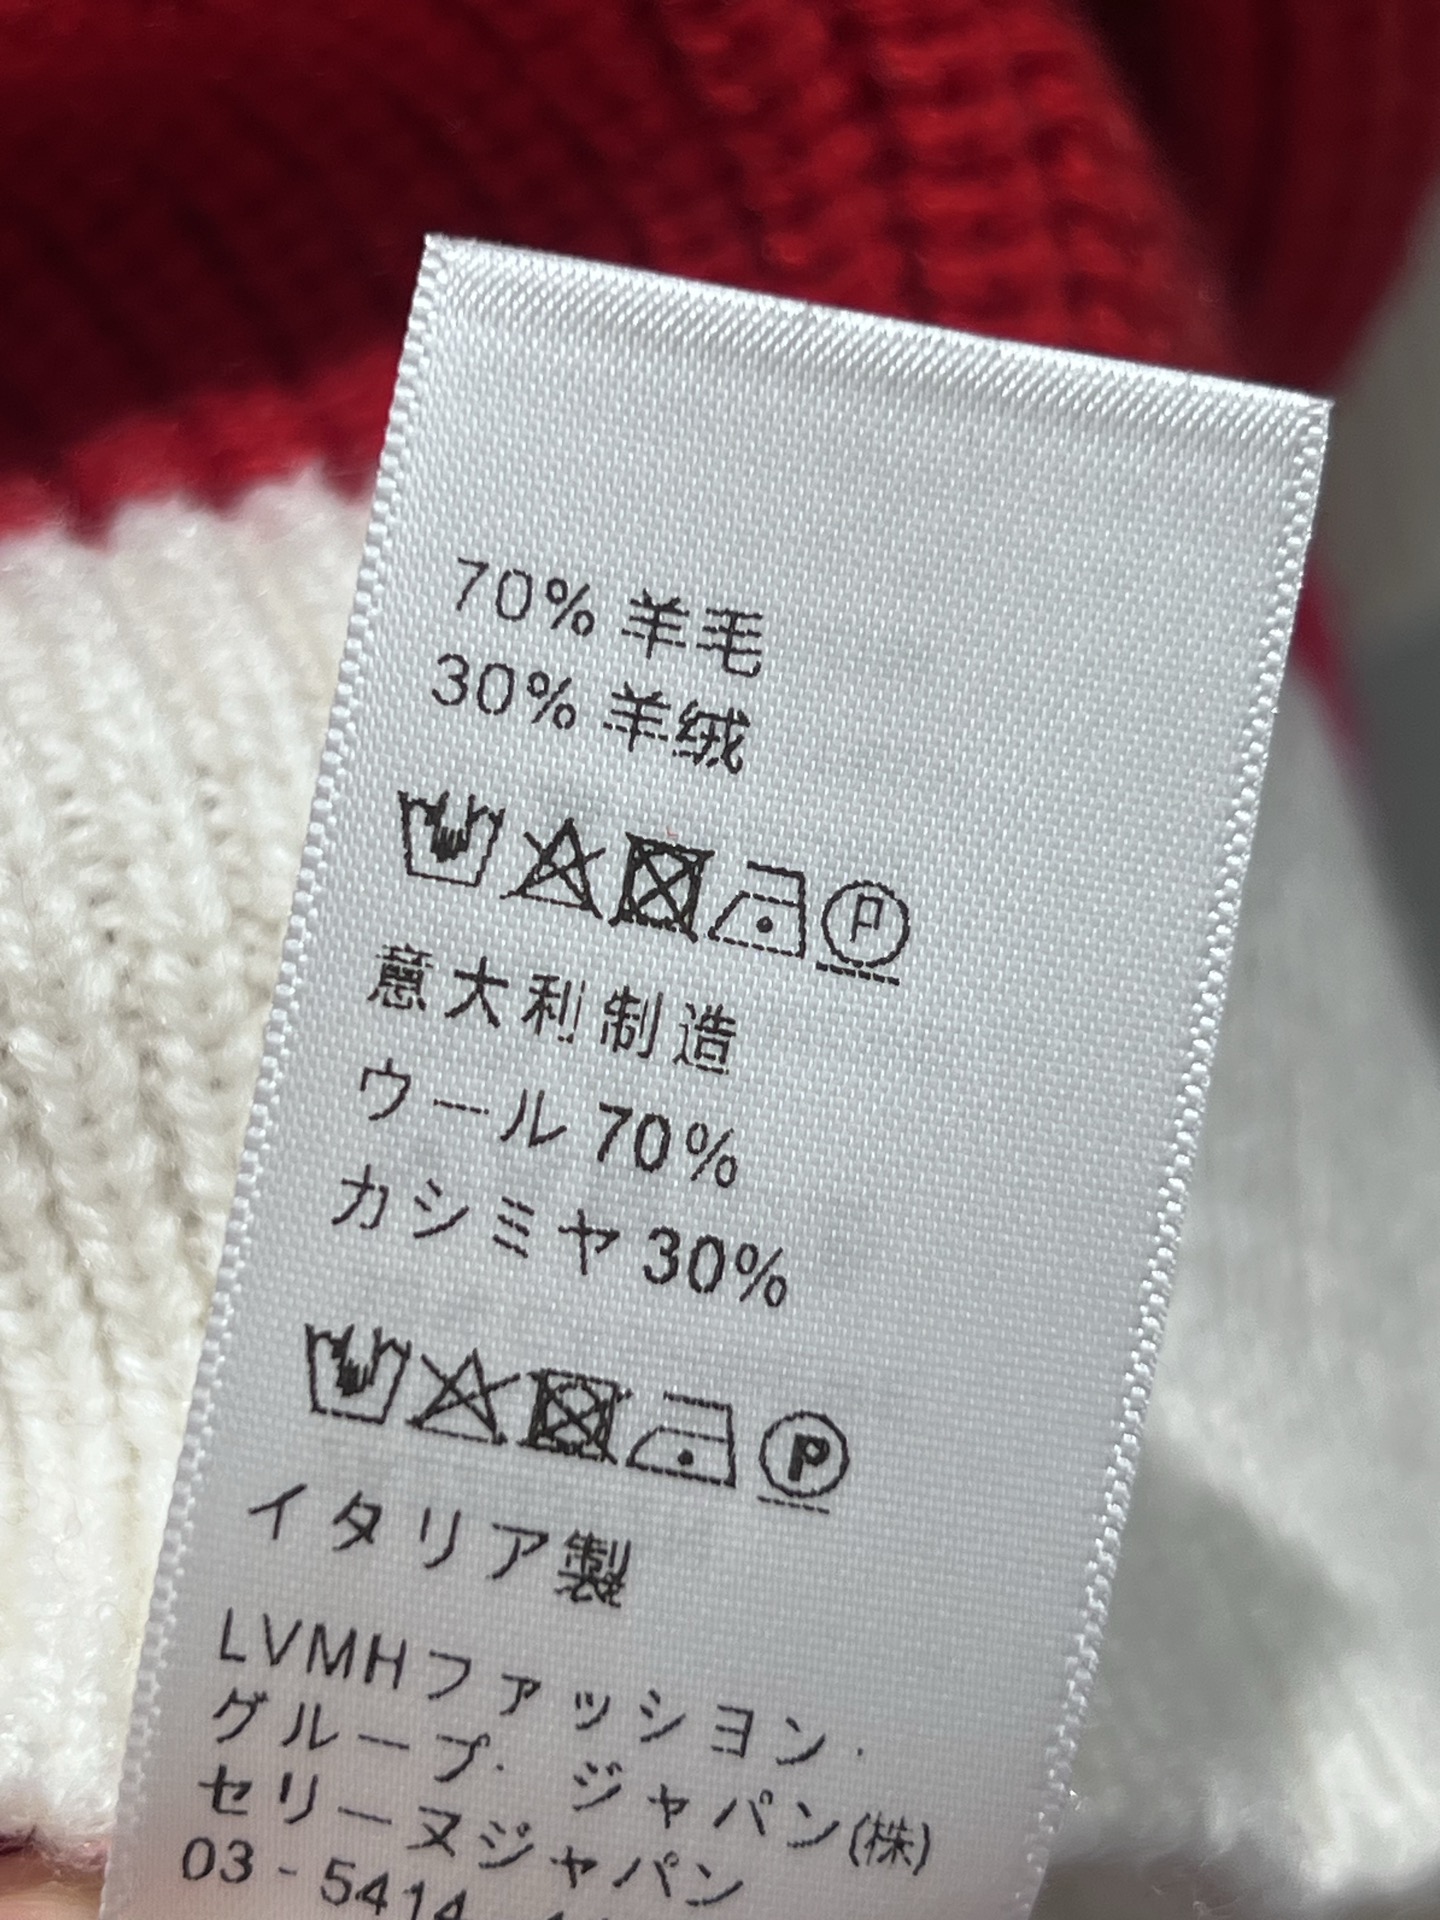 70% 羊毛
30% 羊绒
P
意大利制造
ウール 70%
カシミヤ 30%
P
イタリア製
LVMHファッション・
グループ・ジャパン(株)
セリーヌジャパン
03-5414